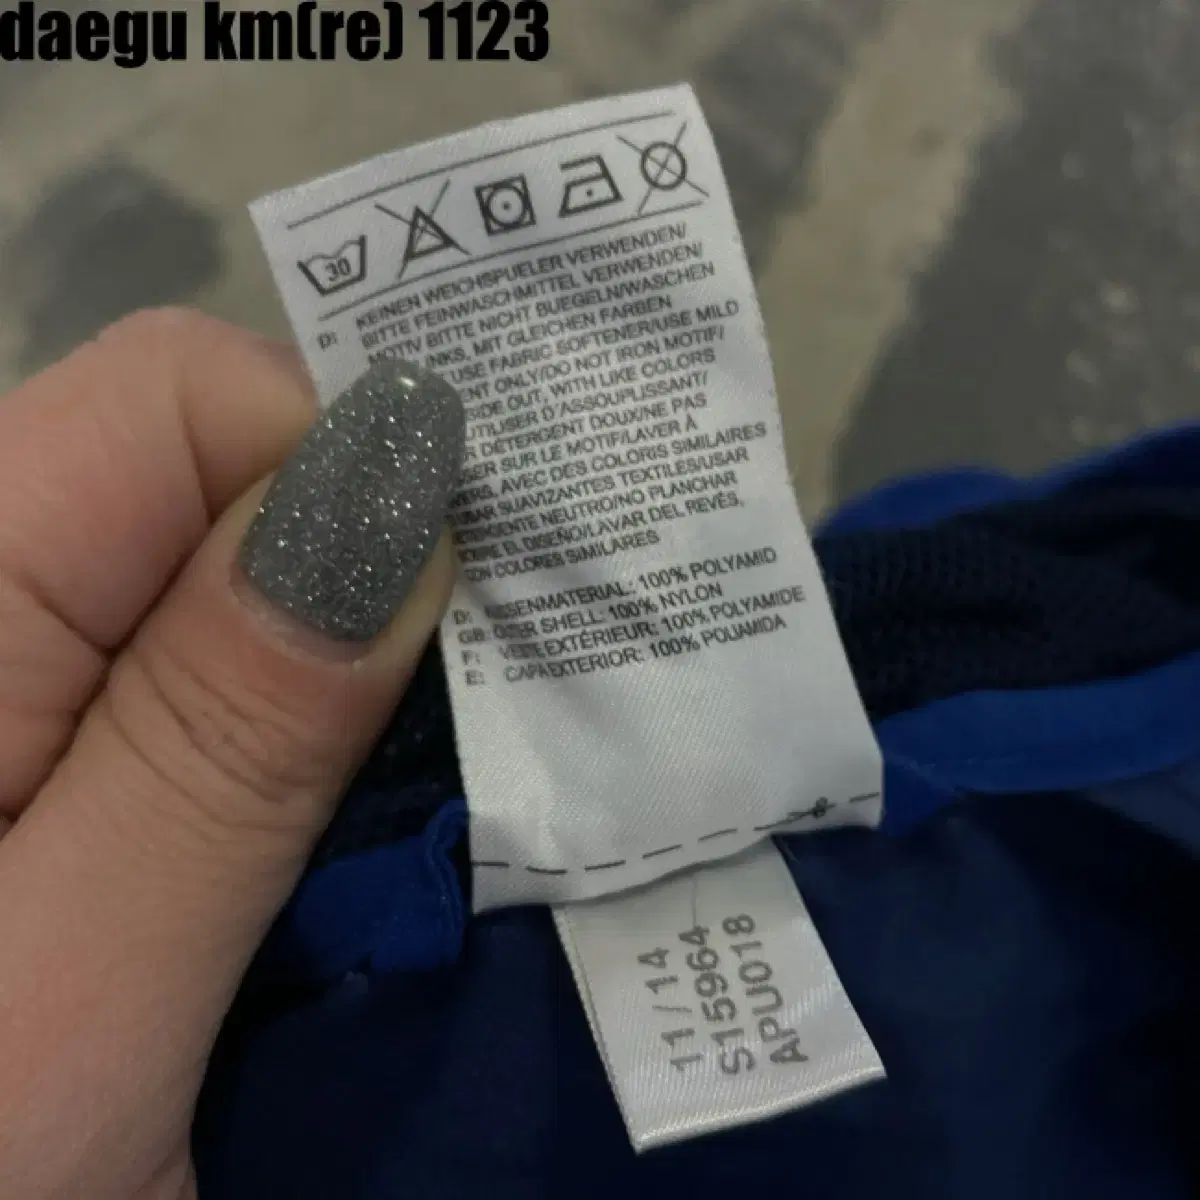 daegu km(re) 1123
30
D: KEINEN WEICHSPUELER VERWENDEN/
BITTE FEINWASCHMITTEL VERWENDEN/
MOTIV BITTE NICHT BUEGELN/WASCHEN
MIT GLEICHEN FARBEN
USE FABRIC SOFTENER/USE MILD
ONLY/DO NOT IRON MOTIF/
OUT, WITH LIKE COLORS
D'ASSOUPLISSANT/
DÉTERGENT DOUX/NE PAS
SUR LE MOTIF/LAVER À
AVEC DES COLORIS SIMILAIRES
SUAVIZANTES TEXTILES/USAR
NEUTRO/NO PLANCHAR
EL DISEÑO/LAVAR DEL REVÉS,
CON COLORES SIMILARES
D: 100% POLYAMID
GB: OUTER SHELL: 100% NYLON
F: EXTÉRIEUR: 100% POLYAMIDE
E: CAPA EXTERIOR: 100% POLIAMIDA
11/14
S15964
APU018